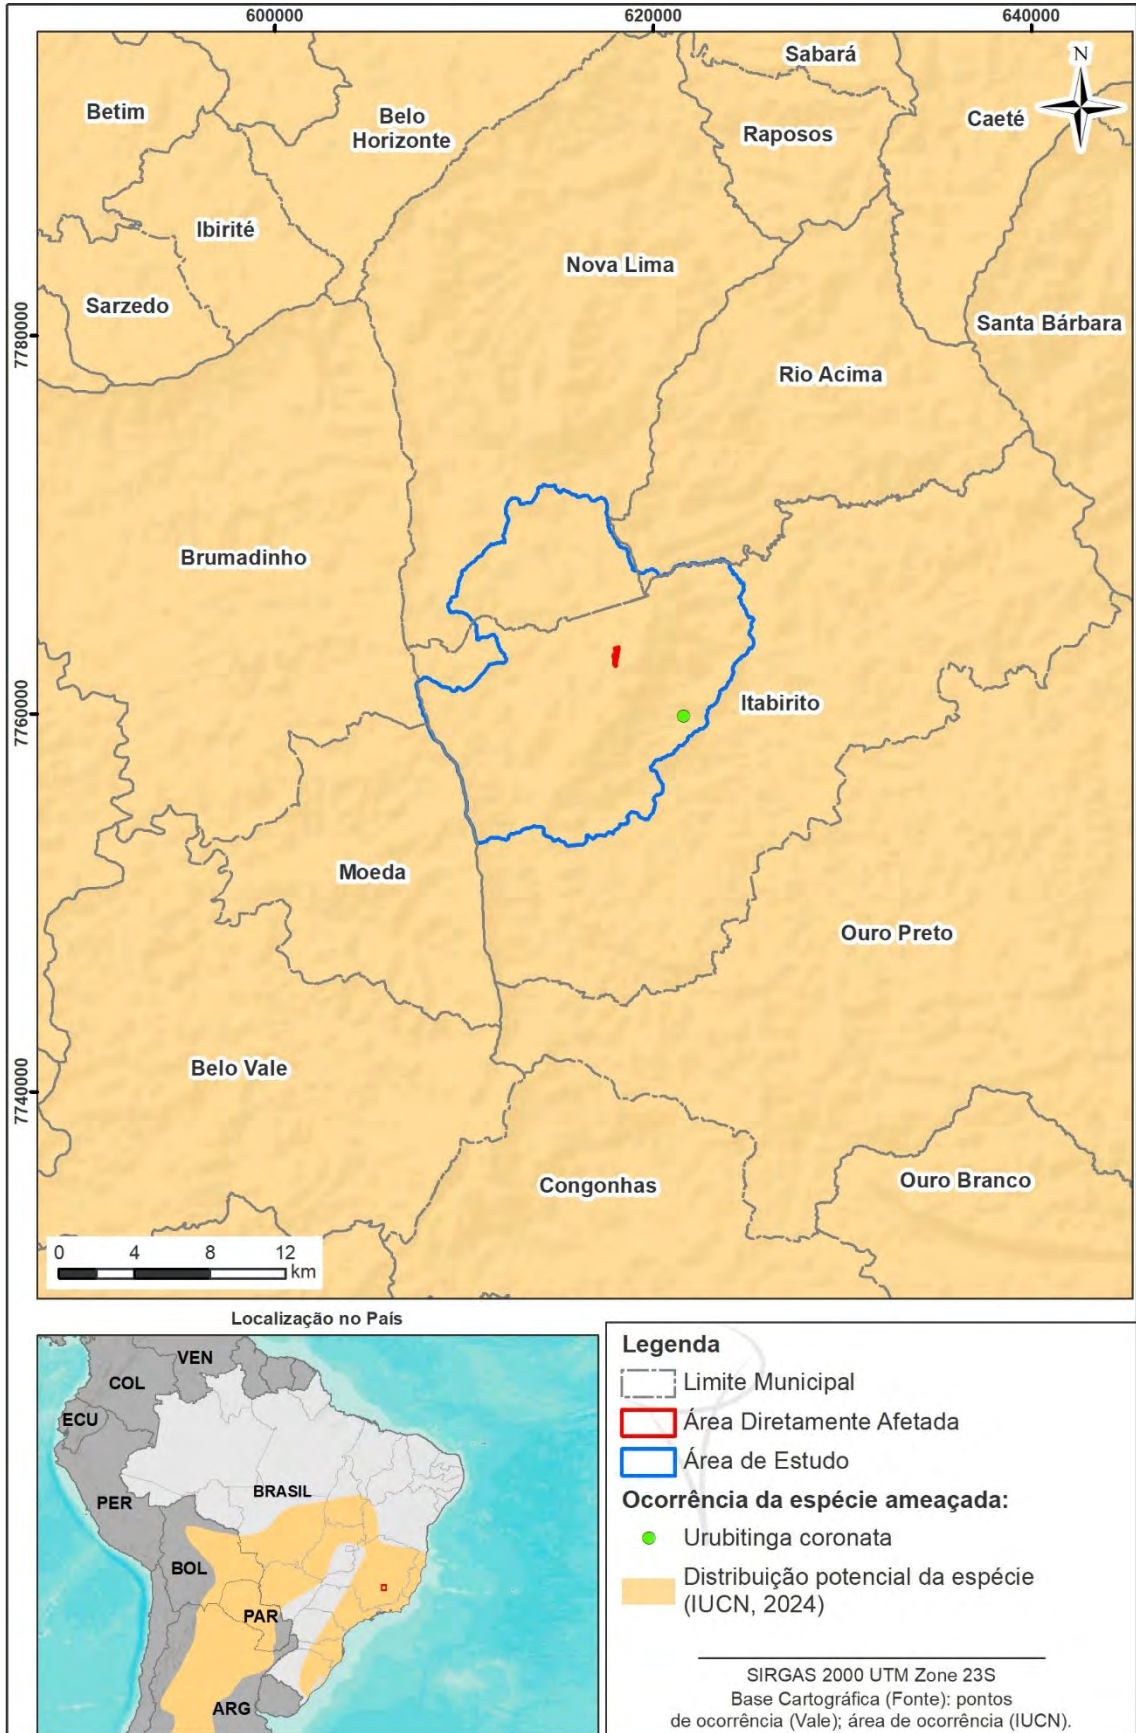 600000
620000
640000
Sabará
N
Betim
Belo
Horizonte
Raposos
Caeté
Ibirité
Nova Lima
Sarzedo
Santa Bárbara
7780000
Rio Acima
Brumadinho
Itabirito
7760000
Moeda
Ouro Preto
Belo Vale
7740000
Congonhas
Ouro Branco
0 4 8 12
km
Localização no País
VEN
COL
ECU
PER
BRASIL
BOL
PAR
ARG
Legenda
Limite Municipal
Área Diretamente Afetada
Área de Estudo
Ocorrência da espécie ameaçada:
Urubitinga coronata
Distribuição potencial da espécie
(IUCN, 2024)
SIRGAS 2000 UTM Zone 23S
Base Cartográfica (Fonte): pontos
de ocorrência (Vale); área de ocorrência (IUCN).